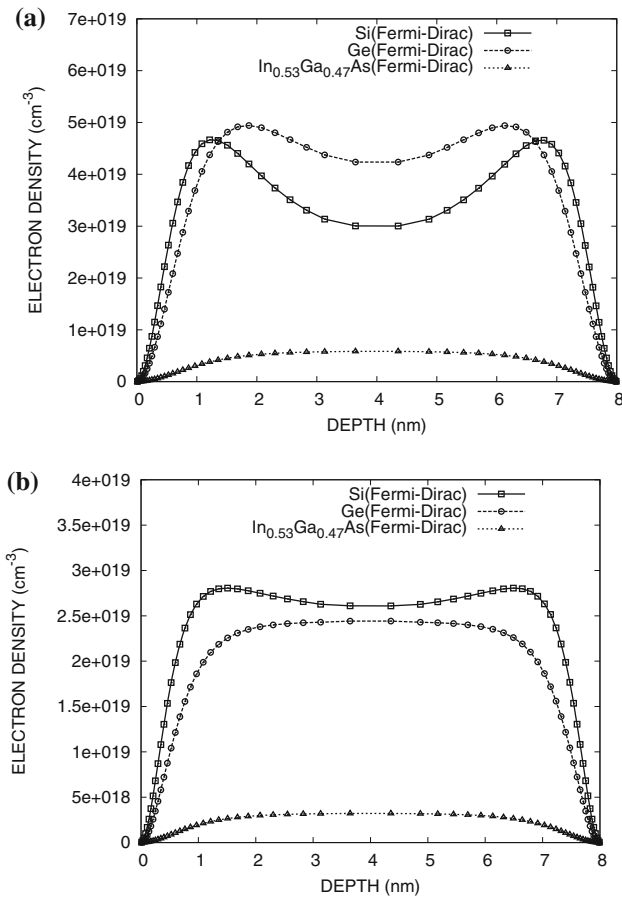 (a)
7e+019
6e+019
5e+019
4e+019
3e+019
2e+019
1e+019
0
ELECTRON DENSITY (cm-3)
Si(Fermi-Dirac)
Ge(Fermi-Dirac)
In0.53Ga0.47As(Fermi-Dirac)
0 1 2 3 4 5 6 7 8
DEPTH (nm)
(b)
4e+019
3.5e+019
3e+019
2.5e+019
2e+019
1.5e+019
1e+019
5e+018
0
ELECTRON DENSITY (cm-3)
Si(Fermi-Dirac)
Ge(Fermi-Dirac)
In0.53Ga0.47As(Fermi-Dirac)
0 1 2 3 4 5 6 7 8
DEPTH (nm)